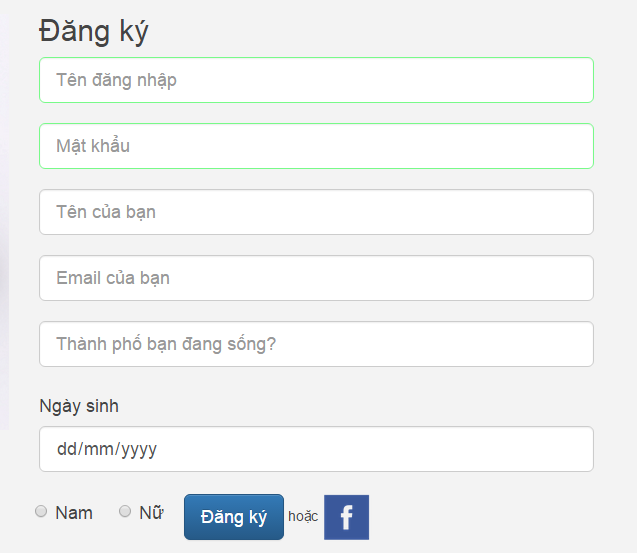 Đăng ký
Tên đăng nhập
Mật khẩu
Tên của bạn
Email của bạn
Thành phố bạn đang sống?
Ngày sinh
dd/mm/yyyy
Nam Nữ Đăng ký hoặc f